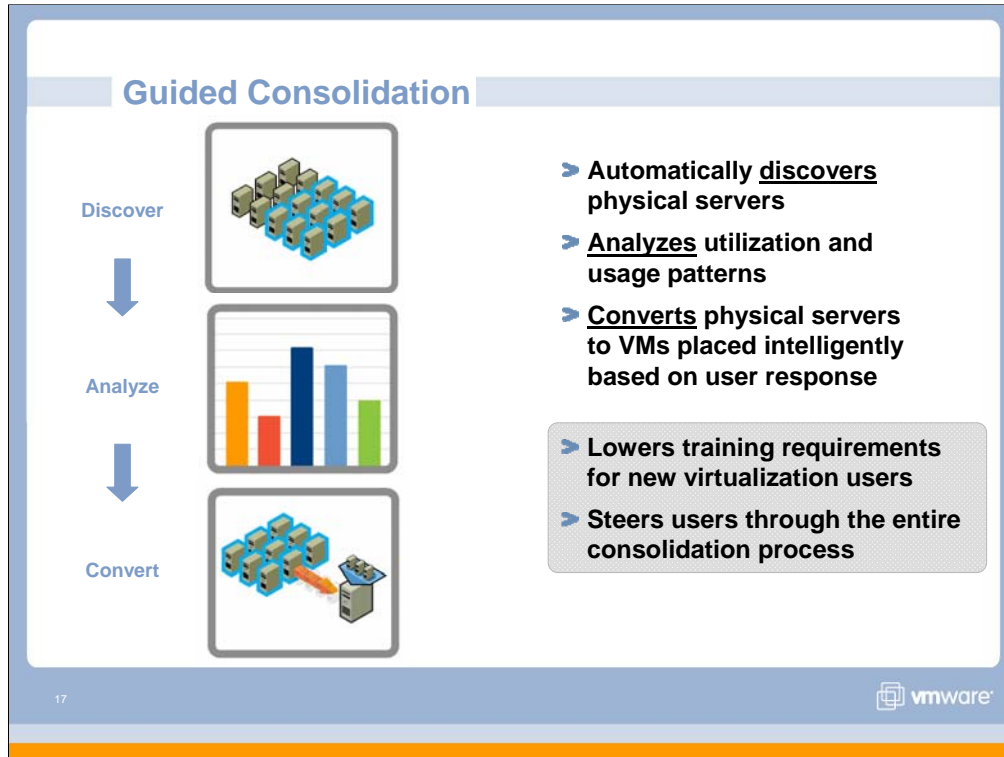 Guided Consolidation
Discover
Analyze
Convert
Automatically discovers
physical servers
Analyzes utilization and
usage patterns
Converts physical servers
to VMs placed intelligently
based on user response
Lowers training requirements
for new virtualization users
Steers users through the entire
consolidation process
17
vmware